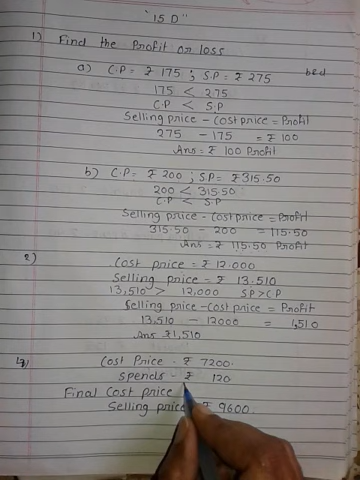 "15 D"
1) Find the Profit or loss
a) C.P = ₹ 175 ; S.P = ₹ 275
175 < 275
C.P < S.P
Selling price - Cost price = Profit
275 - 175 = ₹ 100
Ans = ₹ 100 Profit
b) C.P = ₹ 200 ; S.P = ₹ 315.50
200 < 315.50
C.P < S.P
Selling price - Cost price = Profit
315.50 - 200 = 115.50
Ans = ₹ 115.50 Profit
2) Cost price = ₹ 12.000
Selling price = ₹ 13.510
13,510 > 12,000 SP > C.P
Selling price - Cost price = Profit
13,510 - 12000 = 1,510
Ans ₹1,510
Cost Price - ₹ 7200.
Spends - ₹ 120
Final Cost price
Selling price ₹ 9600.